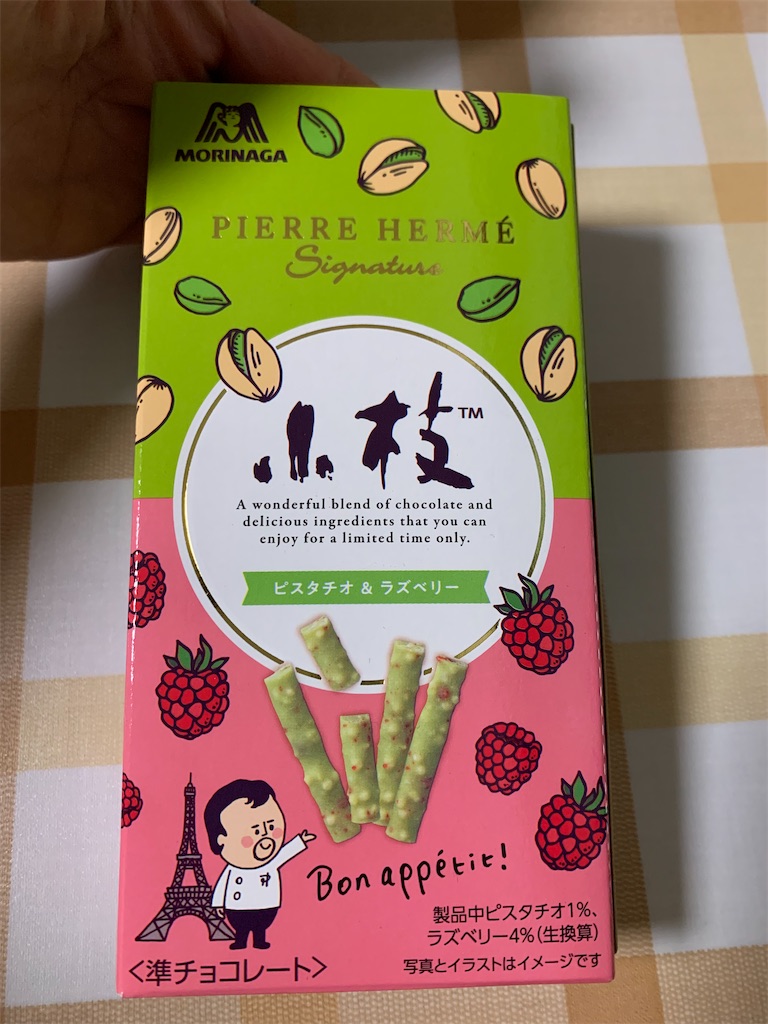 MORINAGA
PIERRE HERMÉ
Signature
小枝™
A wonderful blend of chocolate and
delicious ingredients that you can
enjoy for a limited time only.
ピスタチオ & ラズベリー
Bon appétit!
製品中ピスタチオ1%、
ラズベリー4%(生換算)
<準チョコレート>
写真とイラストはイメージです